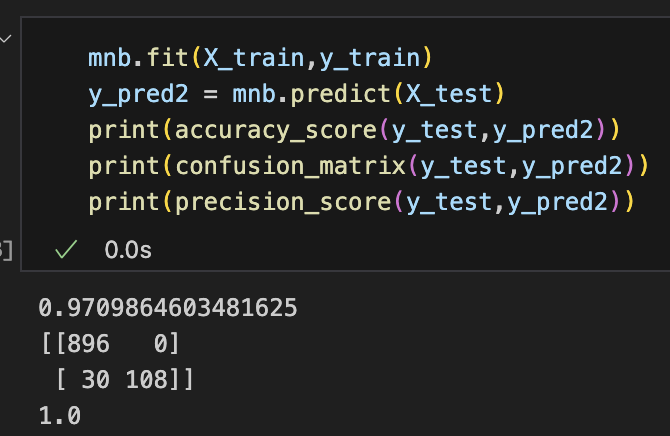 mnb.fit(X_train,y_train)
y_pred2 = mnb.predict(X_test)
print(accuracy_score(y_test,y_pred2))
print(confusion_matrix(y_test,y_pred2))
print(precision_score(y_test,y_pred2))
]
✓ 0.0s
0.9709864603481625
[[896   0]
 [ 30 108]]
1.0